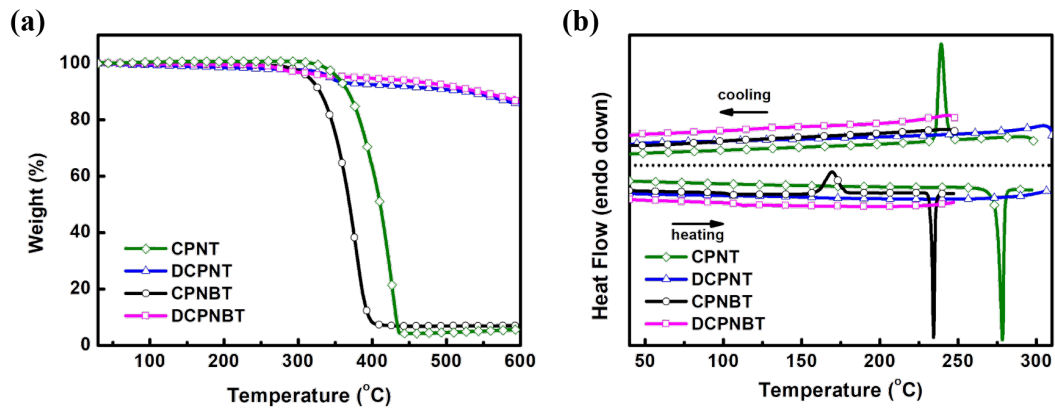 (a)
100
80
60
40
20
0
Weight (%)
CPNT
DCPNT
CPNBT
DCPNBT
100 200 300 400 500 600
Temperature (°C)
(b)
Heat Flow (endo down)
cooling
heating
CPNT
DCPNT
CPNBT
DCPNBT
50 100 150 200 250 300
Temperature (°C)